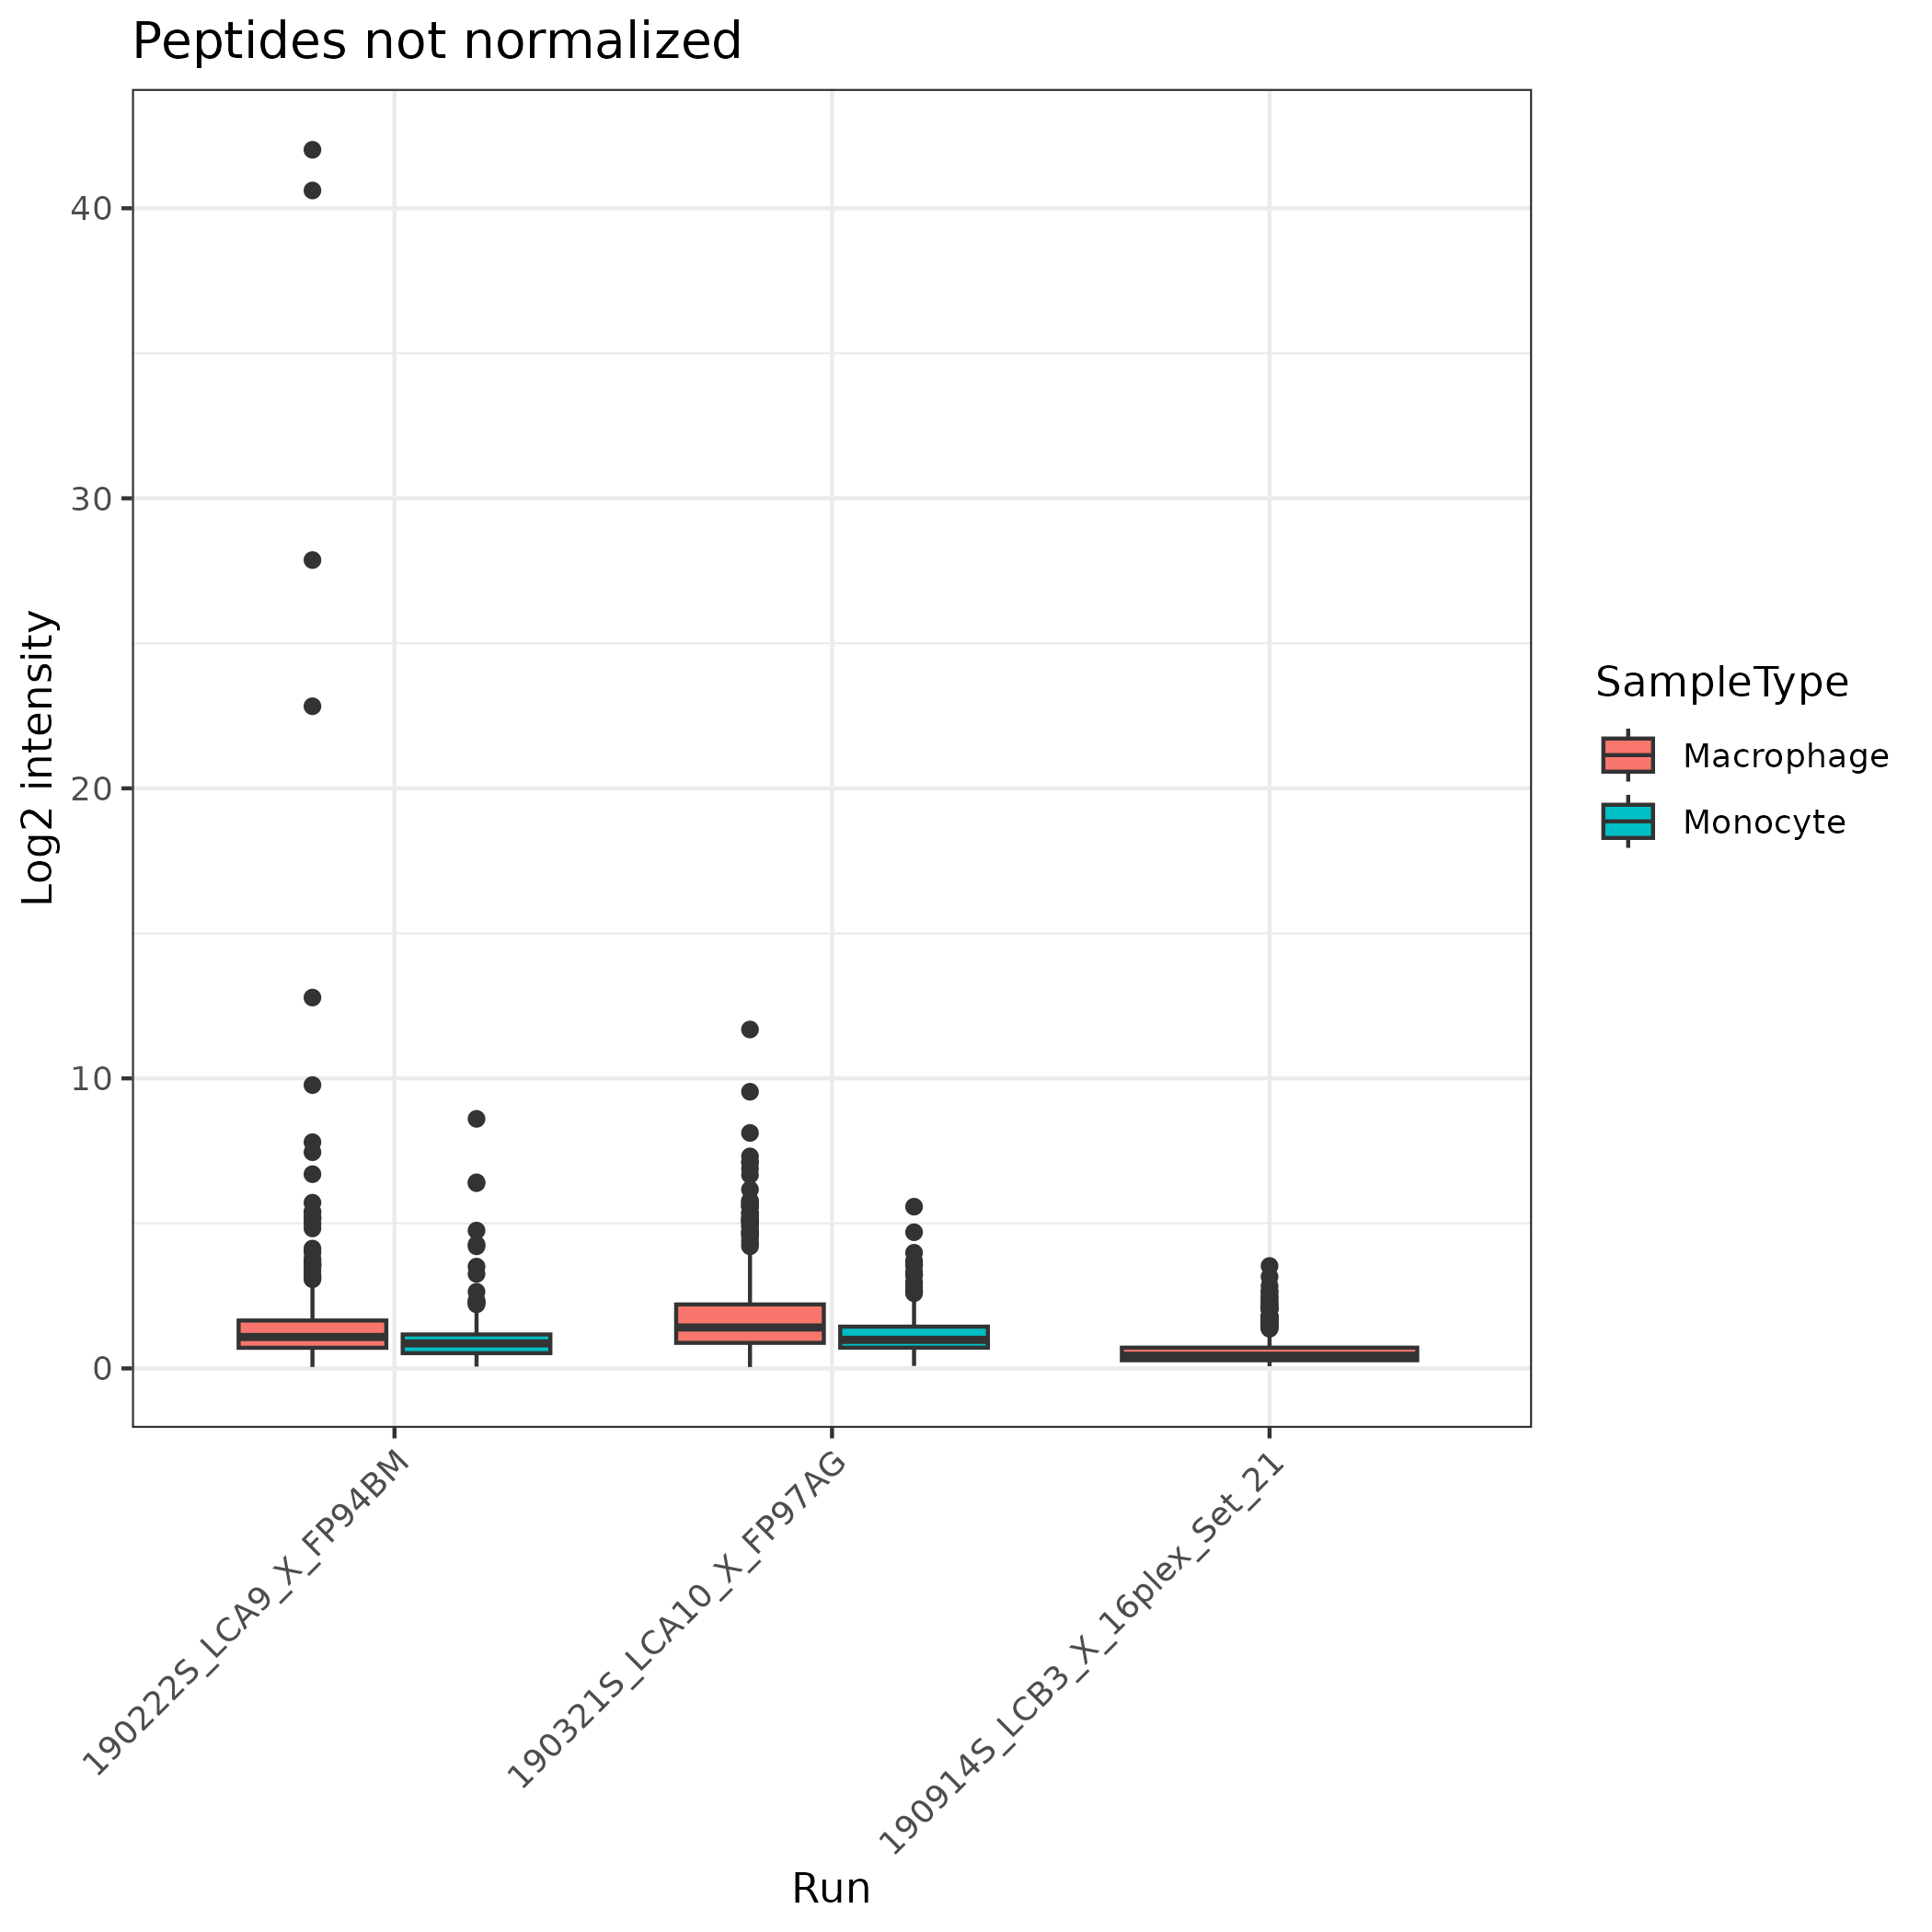 Peptides not normalized
Log2 intensity
40
30
20
10
0
190222S_LCA9_X_FP94BM
190321S_LCA10_X_FP97AG
190914S_LCB3_X_16plex_Set_21
Run
SampleType
Macrophage
Monocyte